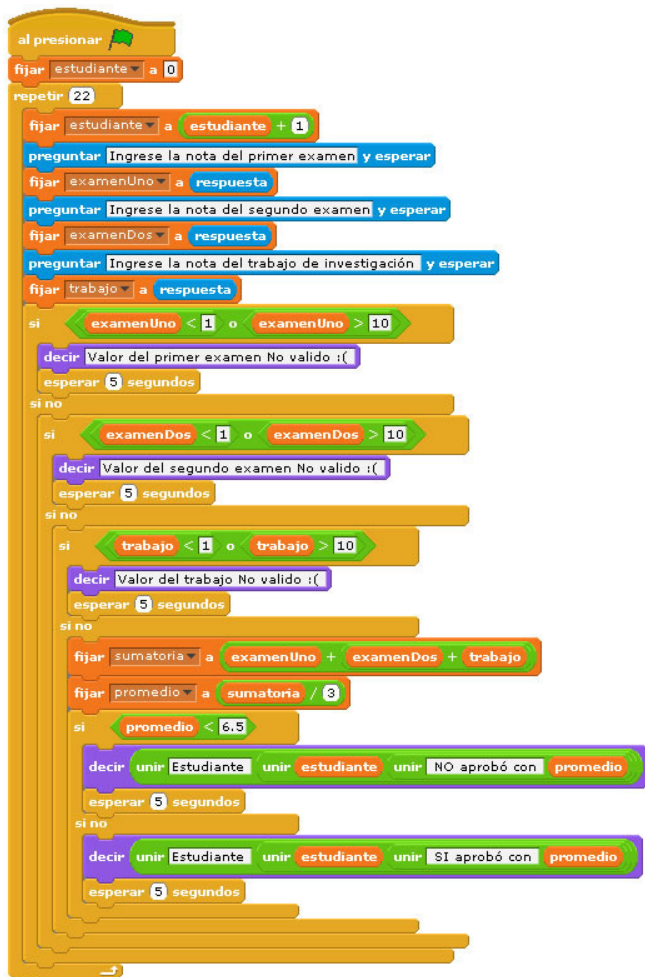 al presionar
fijar estudiante a 0
repetir 22
fijar estudiante a estudiante + 1
preguntar Ingrese la nota del primer examen y esperar
fijar examenUno a respuesta
preguntar Ingrese la nota del segundo examen y esperar
fijar examenDos a respuesta
preguntar Ingrese la nota del trabajo de investigación y esperar
fijar trabajo a respuesta
si examenUno < 1 o examenUno > 10
decir Valor del primer examen No valido :(
esperar 5 segundos
si no
si examenDos < 1 o examenDos > 10
decir Valor del segundo examen No valido :(
esperar 5 segundos
si no
si trabajo < 1 o trabajo > 10
decir Valor del trabajo No valido :(
esperar 5 segundos
si no
fijar sumatoria a examenUno + examenDos + trabajo
fijar promedio a sumatoria / 3
si promedio < 6.5
decir unir Estudiante unir estudiante unir NO aprobó con promedio
esperar 5 segundos
si no
decir unir Estudiante unir estudiante unir SI aprobó con promedio
esperar 5 segundos